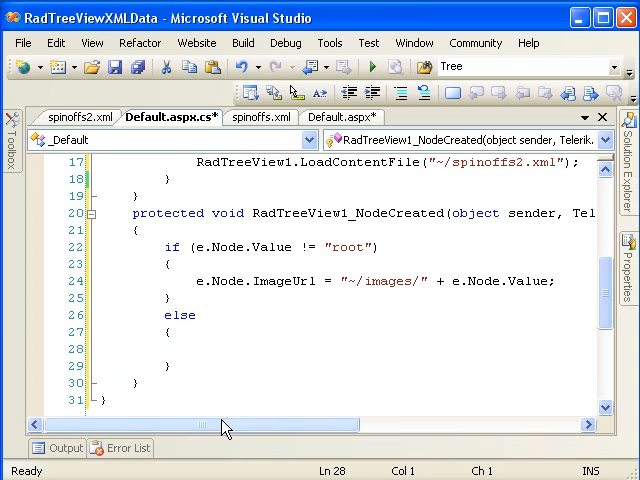 RadTreeViewXMLData - Microsoft Visual Studio
File Edit View Refactor Website Build Debug Tools Test Window Community Help
Tree
spinoffs2.xml Default.aspx.cs* spinoffs.xml Default.aspx*
_Default RadTreeView1_NodeCreated(object sender, Telerik.
Toolbox
Solution Explorer
Properties
17 RadTreeView1.LoadContentFile("~/spinoffs2.xml");
18 }
19 }
20 protected void RadTreeView1_NodeCreated(object sender, Tel
21 {
22 if (e.Node.Value != "root")
23 {
24 e.Node.ImageUrl = "~/images/" + e.Node.Value;
25 }
26 else
27 {
28
29 }
30 }
31 }
Output Error List
Ready Ln 28 Col 1 Ch 1 INS